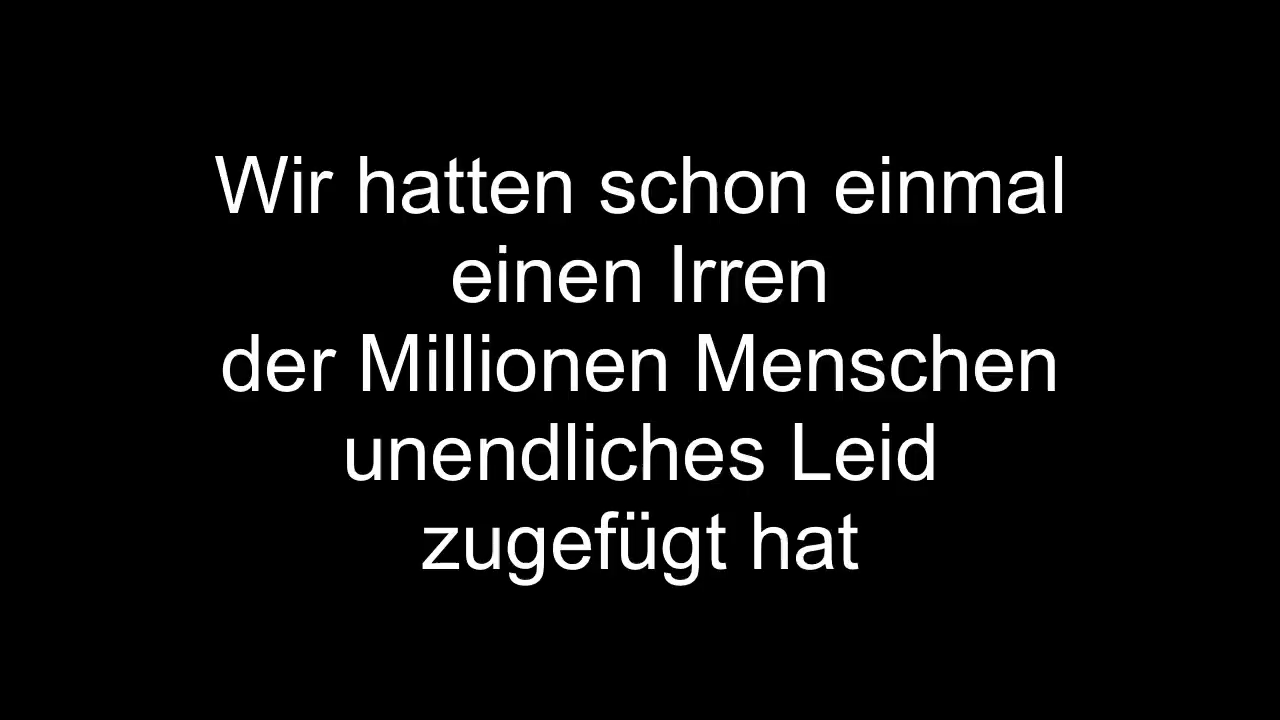 Wir hatten schon einmal
einen Irren
der Millionen Menschen
unendliches Leid
zugefügt hat